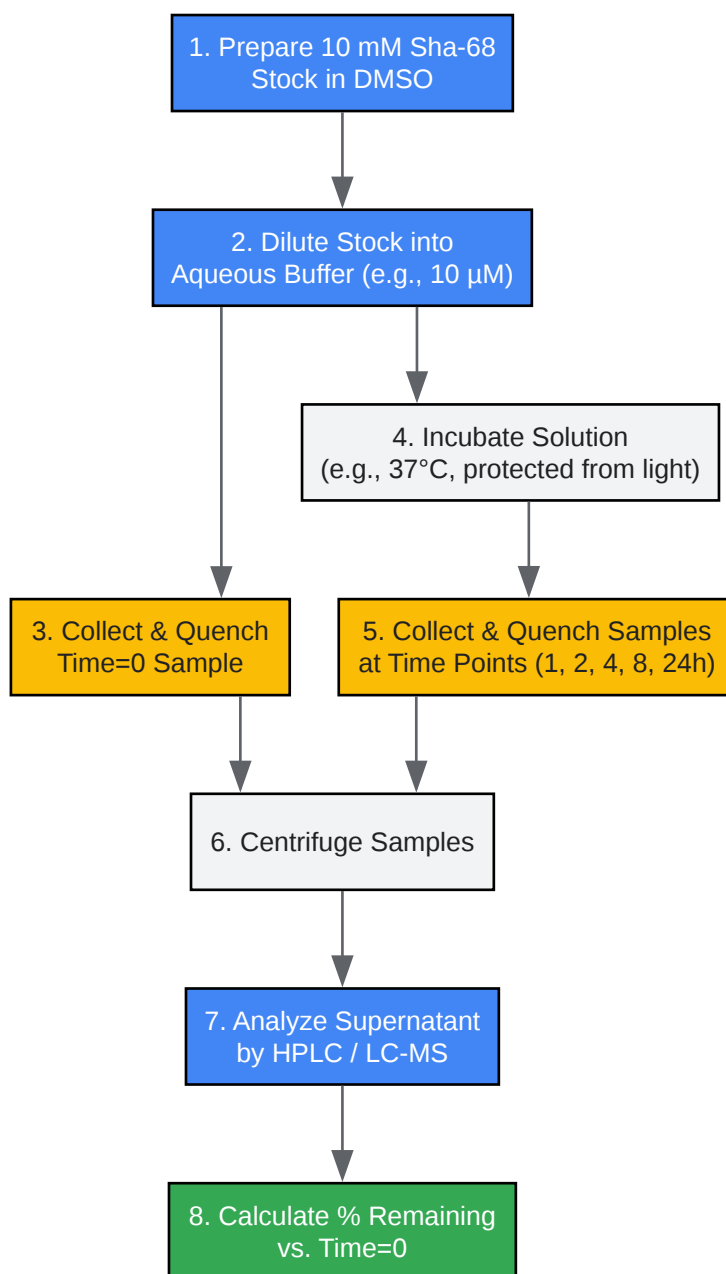 1. Prepare 10 mM Sha-68
Stock in DMSO
2. Dilute Stock into
Aqueous Buffer (e.g., 10 µM)
4. Incubate Solution
(e.g., 37°C, protected from light)
3. Collect & Quench
Time=0 Sample
5. Collect & Quench Samples
at Time Points (1, 2, 4, 8, 24h)
6. Centrifuge Samples
7. Analyze Supernatant
by HPLC / LC-MS
8. Calculate % Remaining
vs. Time=0